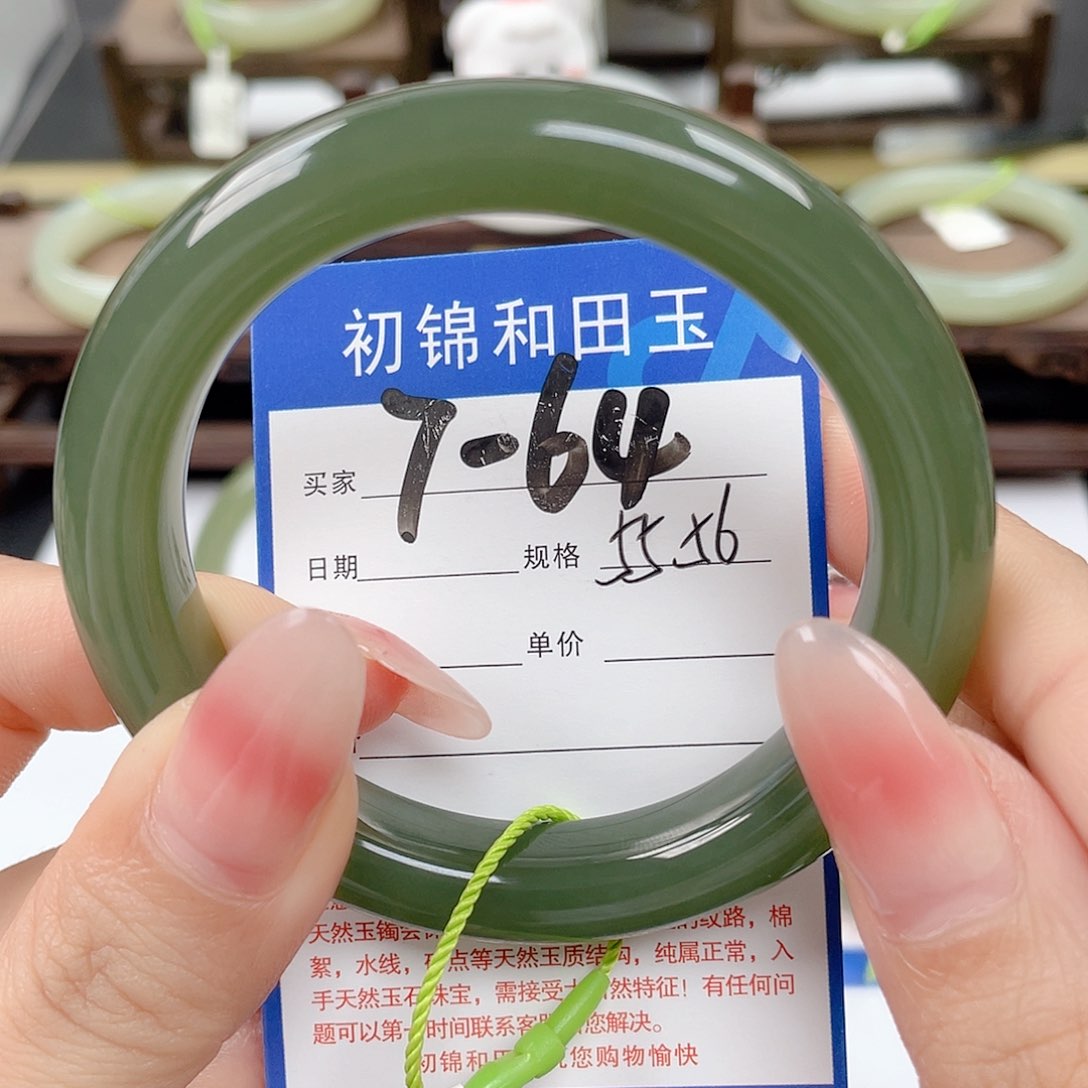 初锦和田玉
7-64
买家
日期 规格 55.56
单价
天然玉镯会 纹路，棉
絮，水线， 点等天然玉质结构，纯属正常，入
手天然玉石珠宝，需接受 然特征！有任何问
题可以第一时间联系客 您解决。
初锦和田 您购物愉快